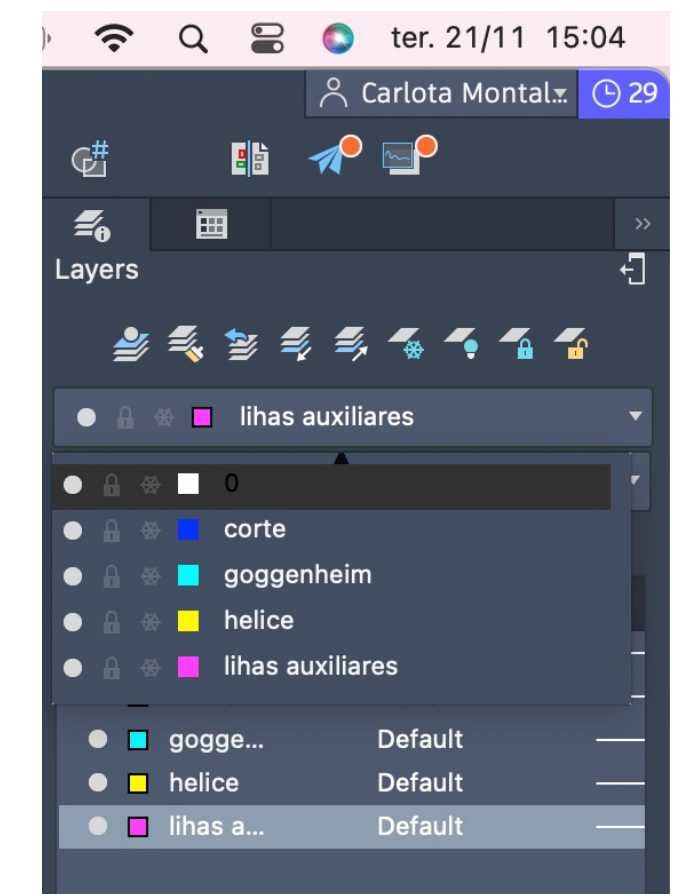 ter. 21/11 15:04
Carlota Montal... 29
Layers
lihas auxiliares
0
corte
goggenheim
helice
lihas auxiliares
gogge... Default
helice Default
lihas a... Default